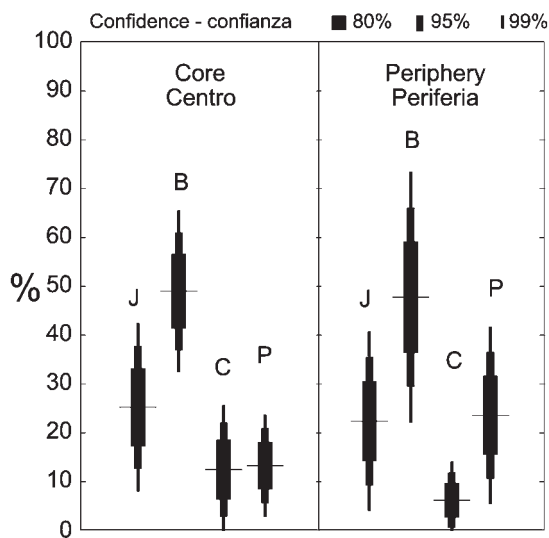 Confidence - confianza 80% 95% 99%
100
90
80
70
60
50
40
30
20
10
0
%
Core
Centro
J
B
C
P
Periphery
Periferia
J
B
C
P